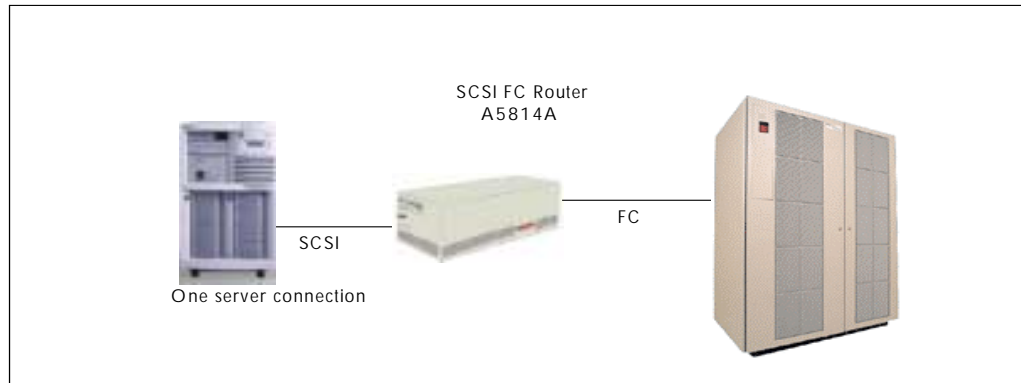 SCSI FC Router
A5814A
SCSI
FC
One server connection